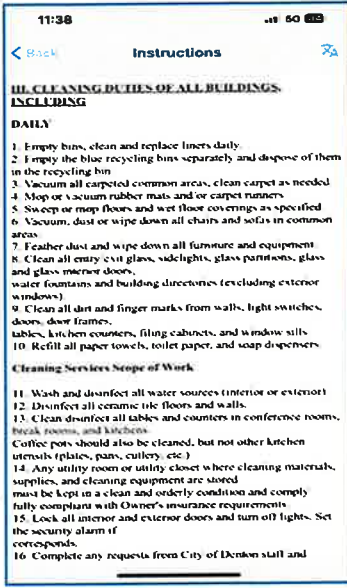 11:38
5G
Back
Instructions
III. CLEANING DUTIES OF ALL BUILDINGS,
INCLUDING
DAILY
1. Empty bins, clean and replace liners daily.
2. Empty the blue recycling bins separately and dispose of them
in the recycling bin
3. Vacuum all carpeted common areas, clean carpet as needed
4. Mop or vacuum rubber mats and/or carpet runners
5. Sweep or mop floors and wet floor coverings as specified
6. Vacuum, dust or wipe down all chairs and sofas in common
areas
7. Feather dust and wipe down all furniture and equipment
8. Clean all entry/exit glass, sidelights, glass partitions, glass
and glass interior doors,
water fountains and building directories (excluding exterior
windows).
9. Clean all dirt and finger marks from walls, light switches,
doors, door frames,
tables, kitchen counters, filing cabinets, and window sills
10. Refill all paper towels, toilet paper, and soap dispensers.
Cleaning Services Scope of Work
11. Wash and disinfect all water sources (interior or exterior)
12. Disinfect all ceramic tile floors and walls.
13. Clean disinfect all tables and counters in conference rooms,
break rooms, and kitchens.
Coffee pots should also be cleaned, but not other kitchen
utensils (plates, pans, cutlery, etc.)
14. Any utility room or utility closet where cleaning materials,
supplies, and cleaning equipment are stored
must be kept in a clean and orderly condition and comply
fully compliant with Owner's insurance requirements.
15. Lock all interior and exterior doors and turn off lights. Set
the security alarm if
corresponds.
16. Complete any requests from City of Denton staff and